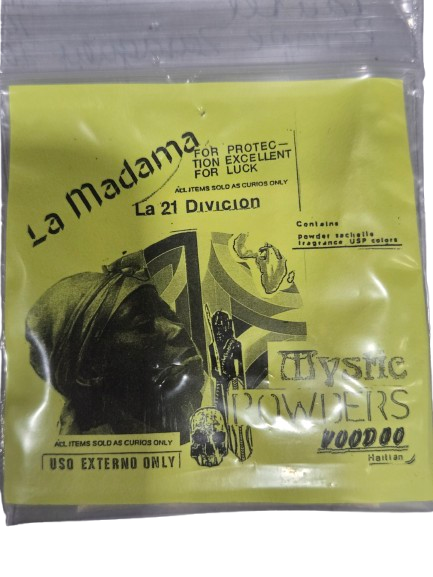 La Madama
FOR PROTEC-
TION EXCELLENT
FOR LUCK
ALL ITEMS SOLD AS CURIOS ONLY
La 21 Divicion
Contains
Powder sachells
fragrance USP colors
Mystic
POWDERS
VOODOO
Haitian
ALL ITEMS SOLD AS CURIOS ONLY
USO EXTERNO ONLY